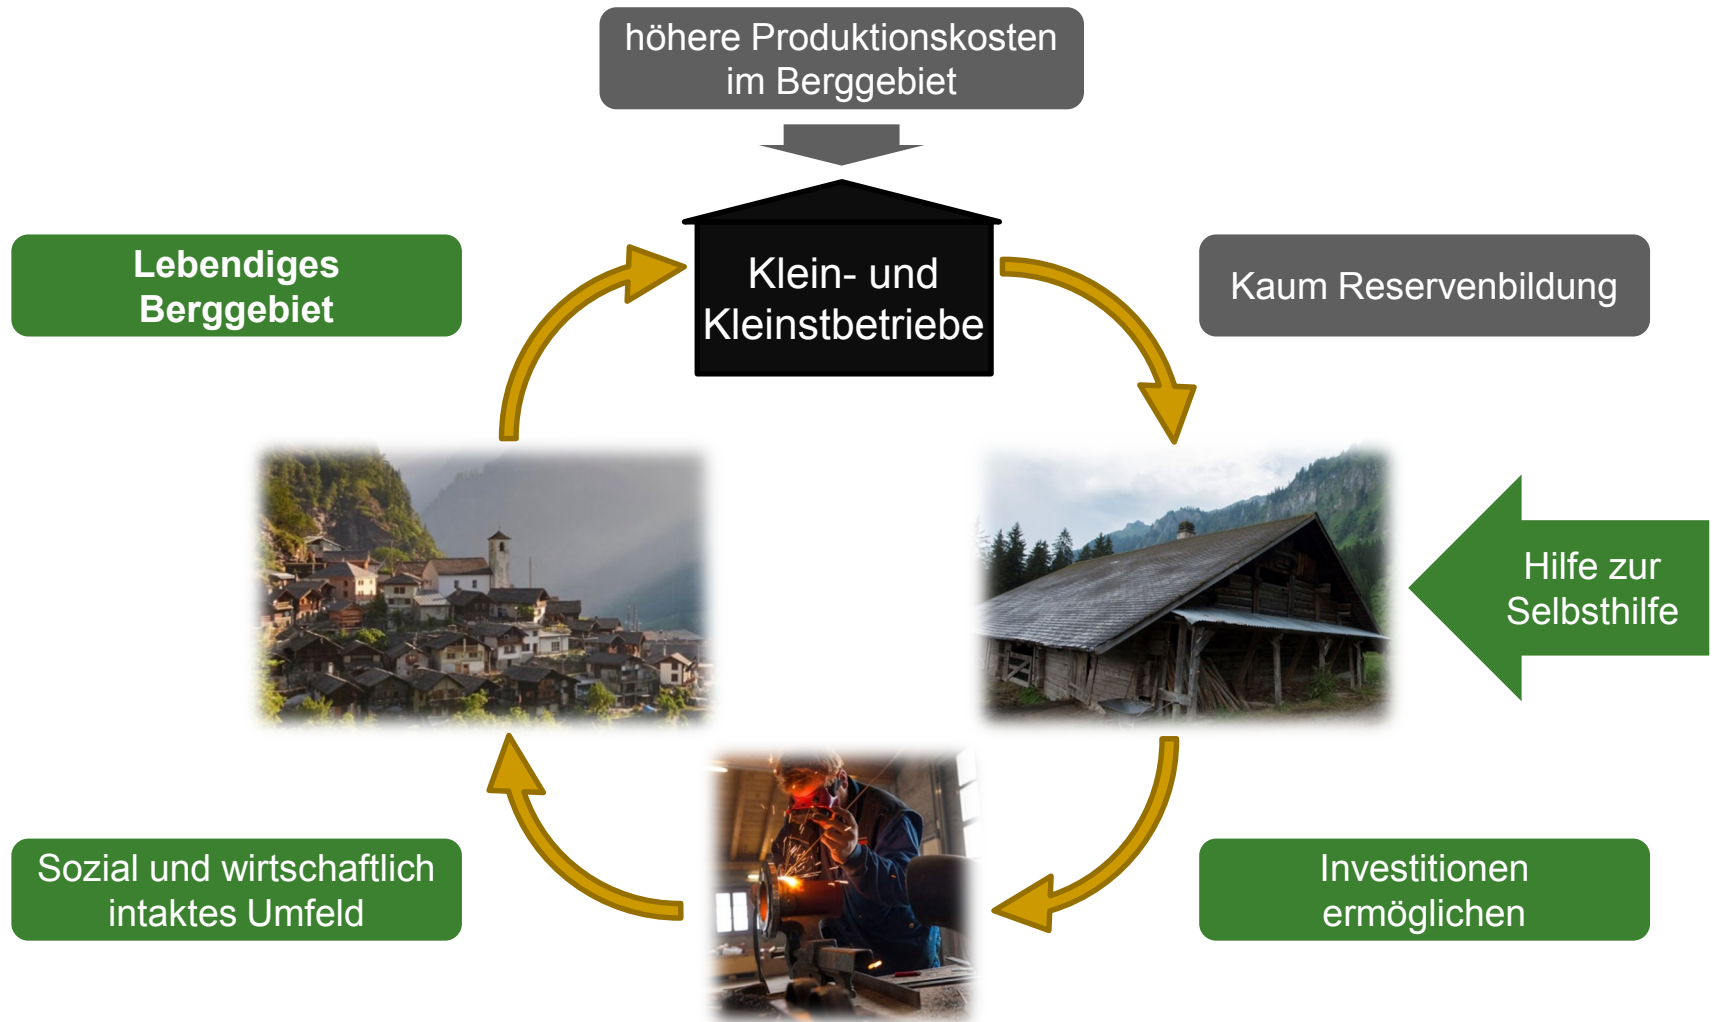 höhere Produktionskosten
im Berggebiet
Lebendiges
Berggebiet
Klein- und
Kleinstbetriebe
Kaum Reservenbildung
Hilfe zur
Selbsthilfe
Sozial und wirtschaftlich
intaktes Umfeld
Investitionen
ermöglichen